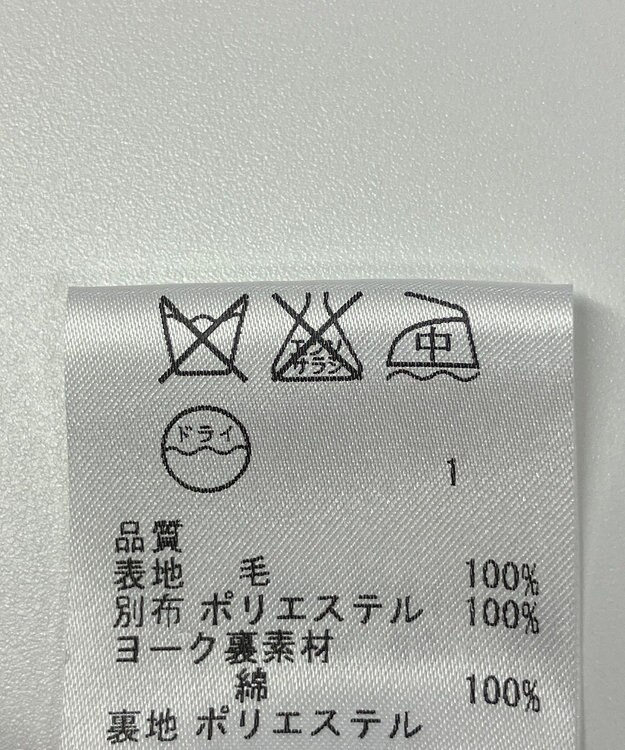 エンソ
サラシ
中
ドライ
1
品質
表地 毛 100%
別布 ポリエステル 100%
ヨーク裏素材
綿 100%
裏地 ポリエステル